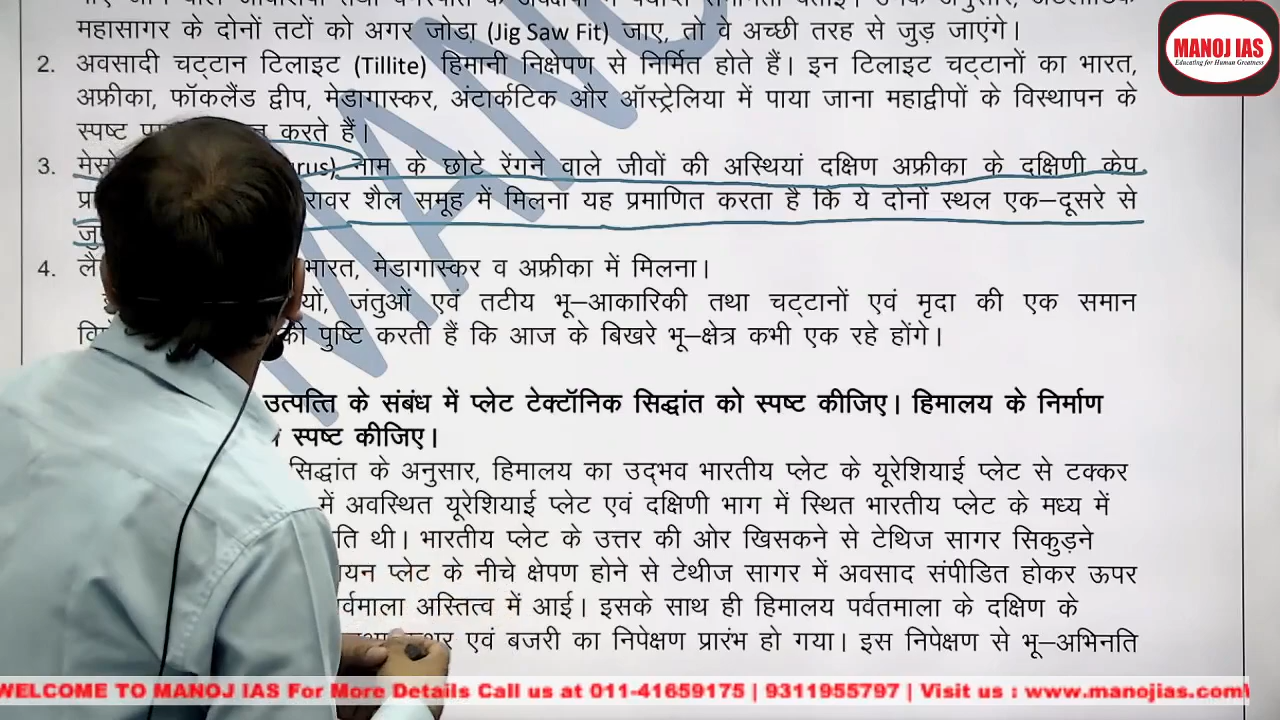 महासागर के दोनों तटों को अगर जोडा़ (Jig Saw Fit) जाए, तो वे अच्छी तरह से जुड़ जाएंगे।
2. अवसादी चट्टान टिलाइट (Tillite) हिमानी निक्षेपण से निर्मित होते हैं। इन टिलाइट चट्टानों का भारत,
अफ्रीका, फॉकलैंड द्वीप, मेडागास्कर, अंटार्कटिक और ऑस्ट्रेलिया में पाया जाना महाद्वीपों के विस्थापन के
स्पष्ट करते हैं।
3. नाम के छोटे रेंगने वाले जीवों की अस्थियां दक्षिण अफ्रीका के दक्षिणी केप
शैल समूह में मिलना यह प्रमाणित करता है कि ये दोनों स्थल एक–दूसरे से
4. भारत, मेडागास्कर व अफ्रीका में मिलना।
जंतुओं एवं तटीय भू–आकारिकी तथा चट्टानों एवं मृदा की एक समान
की पुष्टि करती हैं कि आज के बिखरे भू–क्षेत्र कभी एक रहे होंगे।
उत्पत्ति के संबंध में प्लेट टेक्टॉनिक सिद्धांत को स्पष्ट कीजिए। हिमालय के निर्माण
स्पष्ट कीजिए।
सिद्धांत के अनुसार, हिमालय का उद्भव भारतीय प्लेट के यूरेशियाई प्लेट से टक्कर
में अवस्थित यूरेशियाई प्लेट एवं दक्षिणी भाग में स्थित भारतीय प्लेट के मध्य में
थी। भारतीय प्लेट के उत्तर की ओर खिसकने से टेथिज सागर सिकुड़ने
प्लेट के नीचे क्षेपण होने से टेथीज सागर में अवसाद संपीडित होकर ऊपर
अस्तित्व में आई। इसके साथ ही हिमालय पर्वतमाला के दक्षिण के
एवं बजरी का निपेक्षण प्रारंभ हो गया। इस निपेक्षण से भू–अभिनति
MANOJ IAS
Educating for Human Greatness
WELCOME TO MANOJ IAS For More Details Call us at 011-41659175 | 9311955797 | Visit us : www.manojias.com